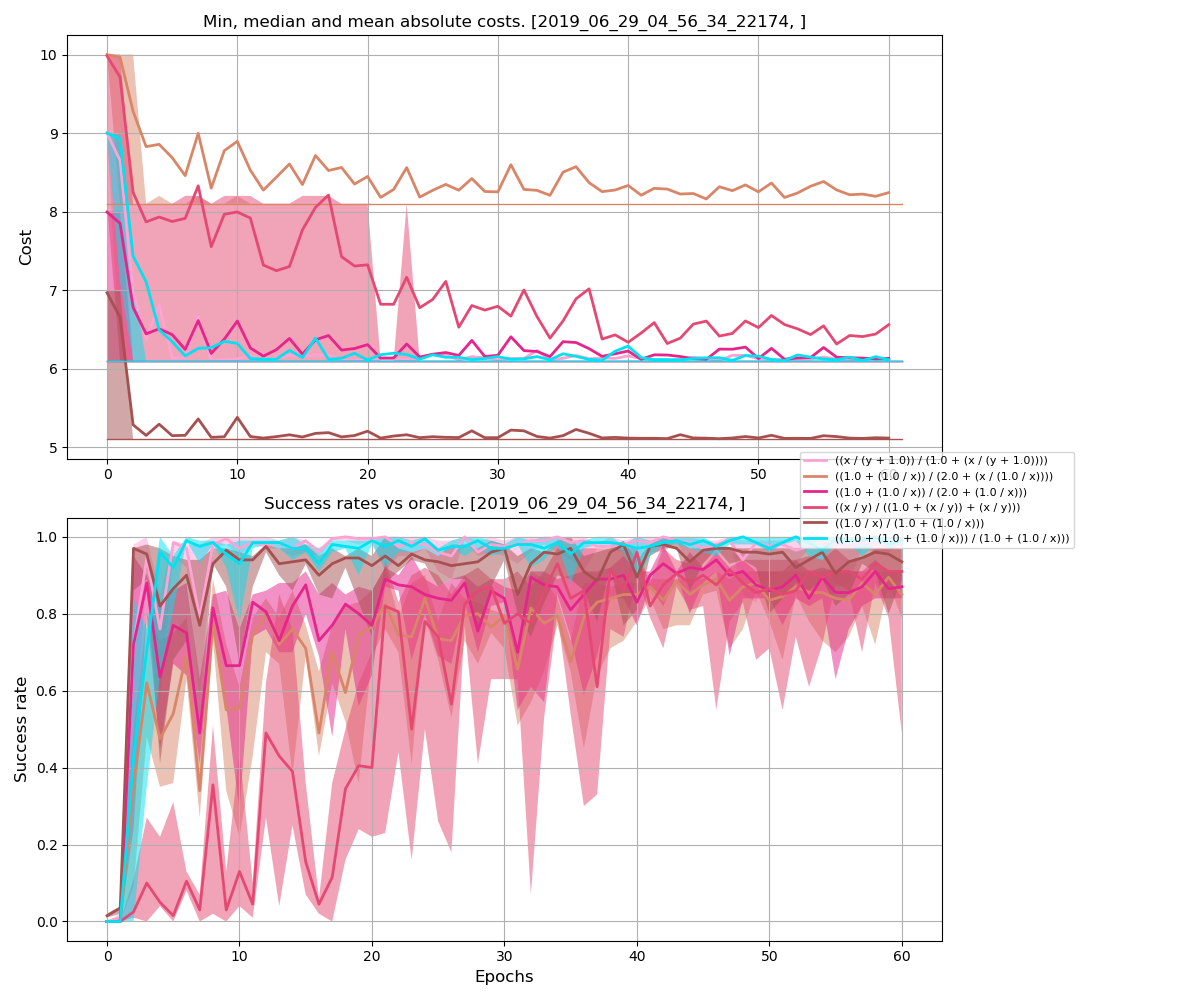 Min, median and mean absolute costs. [2019_06_29_04_56_34_22174, ]
10
9
8
7
6
5
Cost
0 10 20 30 40 50 60
((x / (y + 1.0)) / (1.0 + (x / (y + 1.0))))
((1.0 + (1.0 / x)) / (2.0 + (x / (1.0 / x))))
((1.0 + (1.0 / x)) / (2.0 + (1.0 / x)))
((x / y) / ((1.0 + (x / y)) + (x / y)))
((1.0 / x) / (1.0 + (1.0 / x)))
((1.0 + (1.0 + (1.0 / x))) / (1.0 + (1.0 / x)))
Success rates vs oracle. [2019_06_29_04_56_34_22174, ]
1.0
0.8
0.6
0.4
0.2
0.0
Success rate
0 10 20 30 40 50 60
Epochs